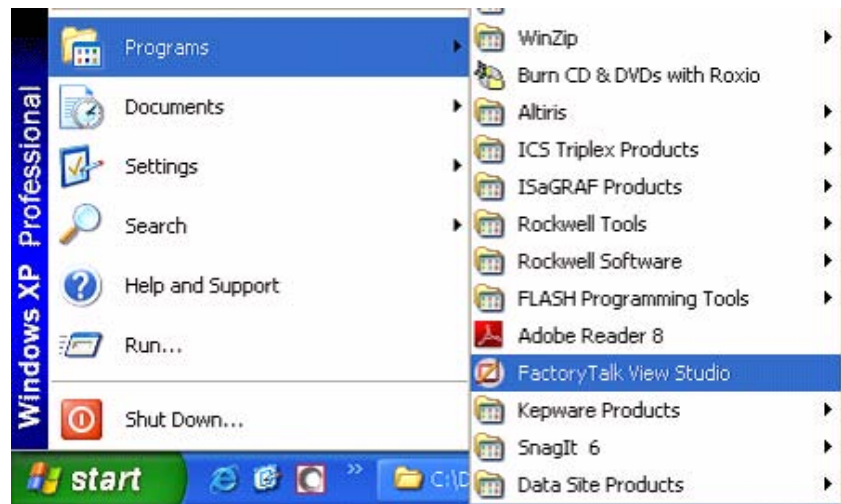 Windows XP Professional
Programs
Documents
Settings
Search
Help and Support
Run...
Shut Down...
start
C:\D
WinZip
Burn CD & DVDs with Roxio
Altiris
ICS Triplex Products
ISaGRAF Products
Rockwell Tools
Rockwell Software
FLASH Programming Tools
Adobe Reader 8
FactoryTalk View Studio
Kepware Products
SnagIt 6
Data Site Products